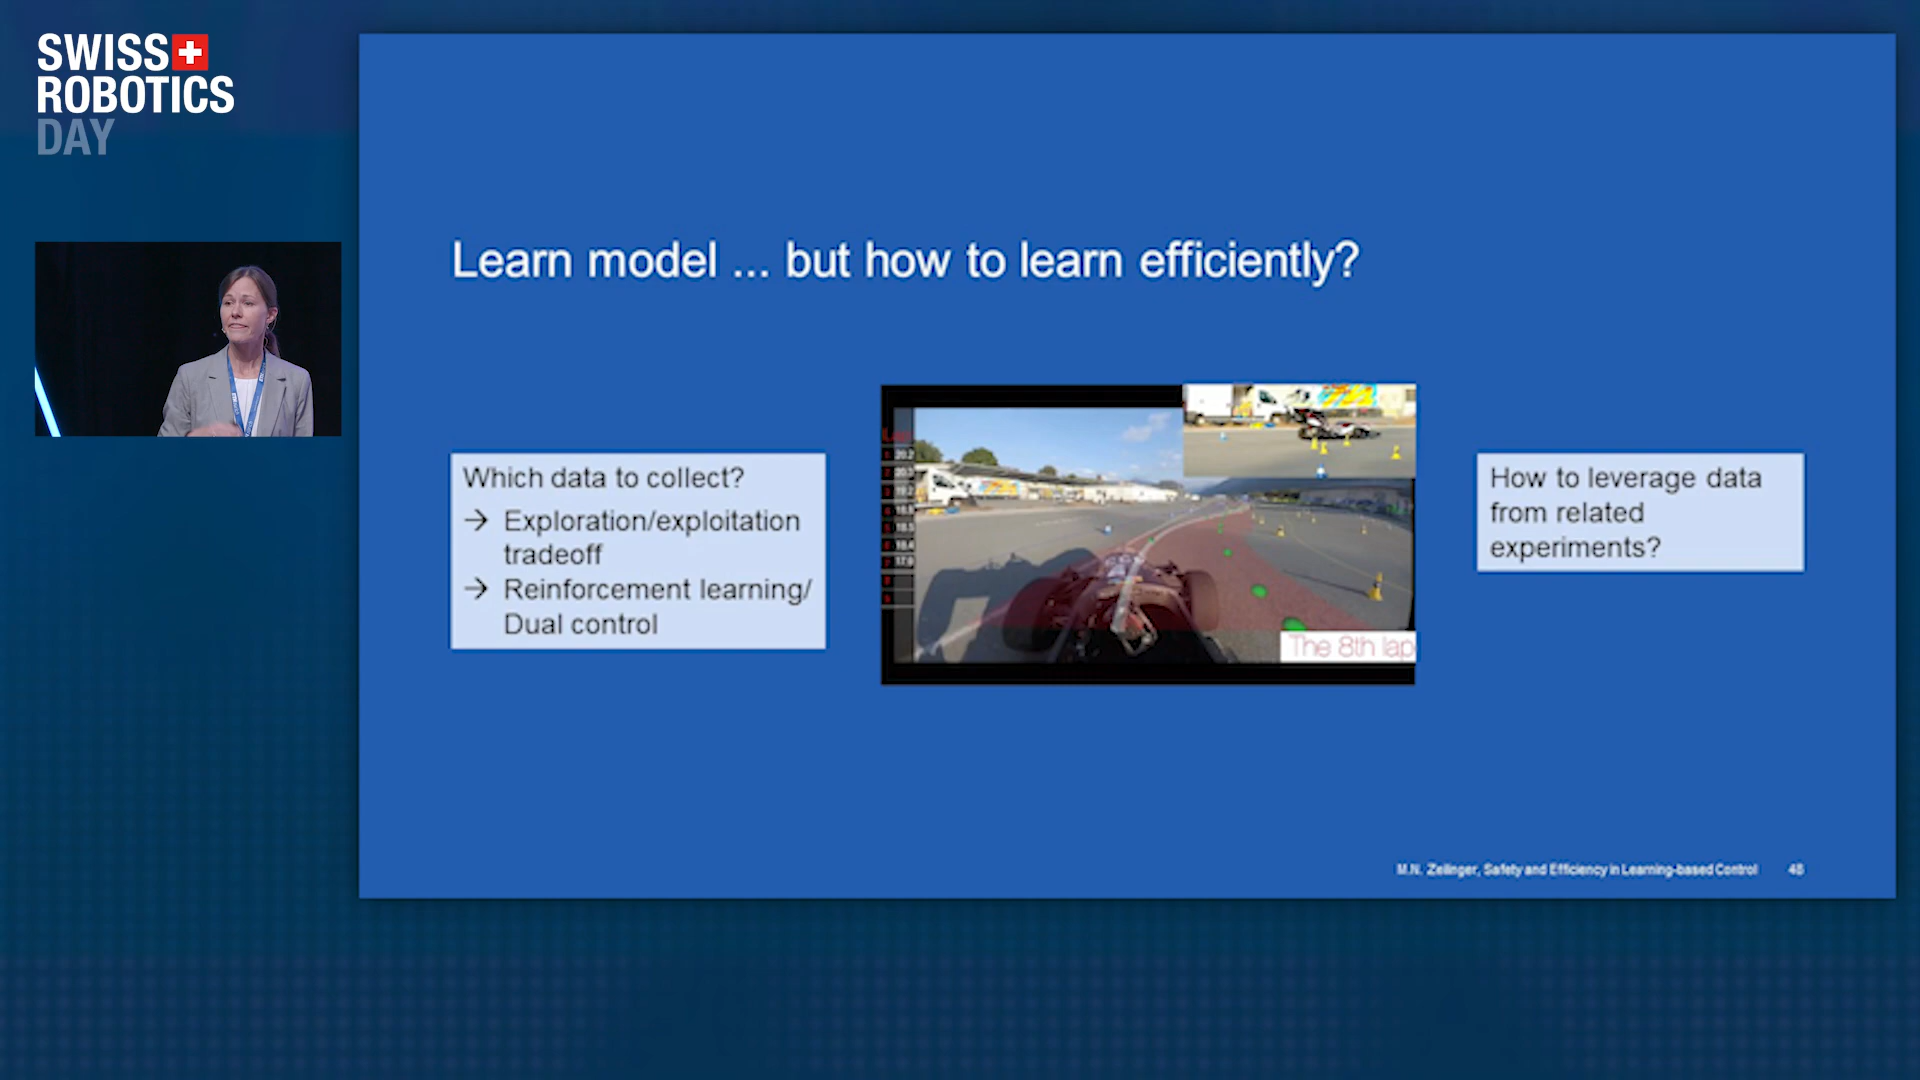 SWISS
ROBOTICS
DAY
Learn model ... but how to learn efficiently?
Which data to collect?
→ Exploration/exploitation
tradeoff
→ Reinforcement learning/
Dual control
The 8th lap
How to leverage data
from related
experiments?
M.N. Zeilinger, Safety and Efficiency in Learning-based Control
48